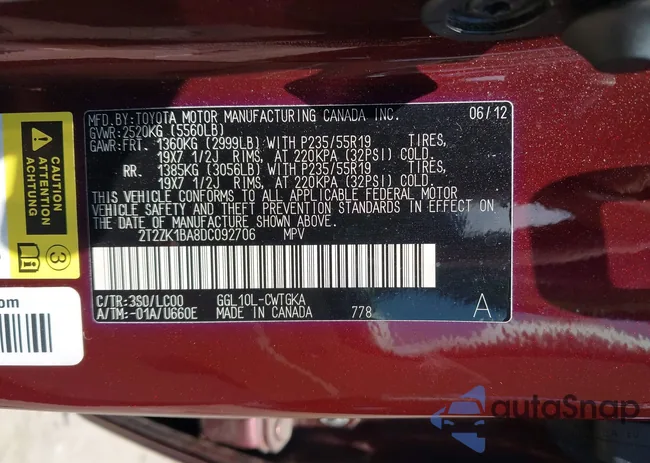 MFD.BY:TOYOTA MOTOR MANUFACTURING CANADA INC. 06/12
GVWR:2520KG (5560LB)
GAWR:FRT. 1360KG (2999LB) WITH P235/55R19 TIRES,
19X7 1/2J RIMS, AT 220KPA (32PSI) COLD.
RR. 1385KG (3056LB) WITH P235/55R19 TIRES,
19X7 1/2J RIMS, AT 220KPA (32PSI) COLD.
THIS VEHICLE CONFORMS TO ALL APPLICABLE FEDERAL MOTOR
VEHICLE SAFETY AND THEFT PREVENTION STANDARDS IN EFFECT ON
THE DATE OF MANUFACTURE SHOWN ABOVE.
2T2ZK1BA8DC092706 MPV
C/TR:3S0/LC00 GGL10L-CWTGKA
A/TM:-01A/U660E MADE IN CANADA 778 A
CAUTION
ATTENTION
ACHTUNG
3
om
autoSnap